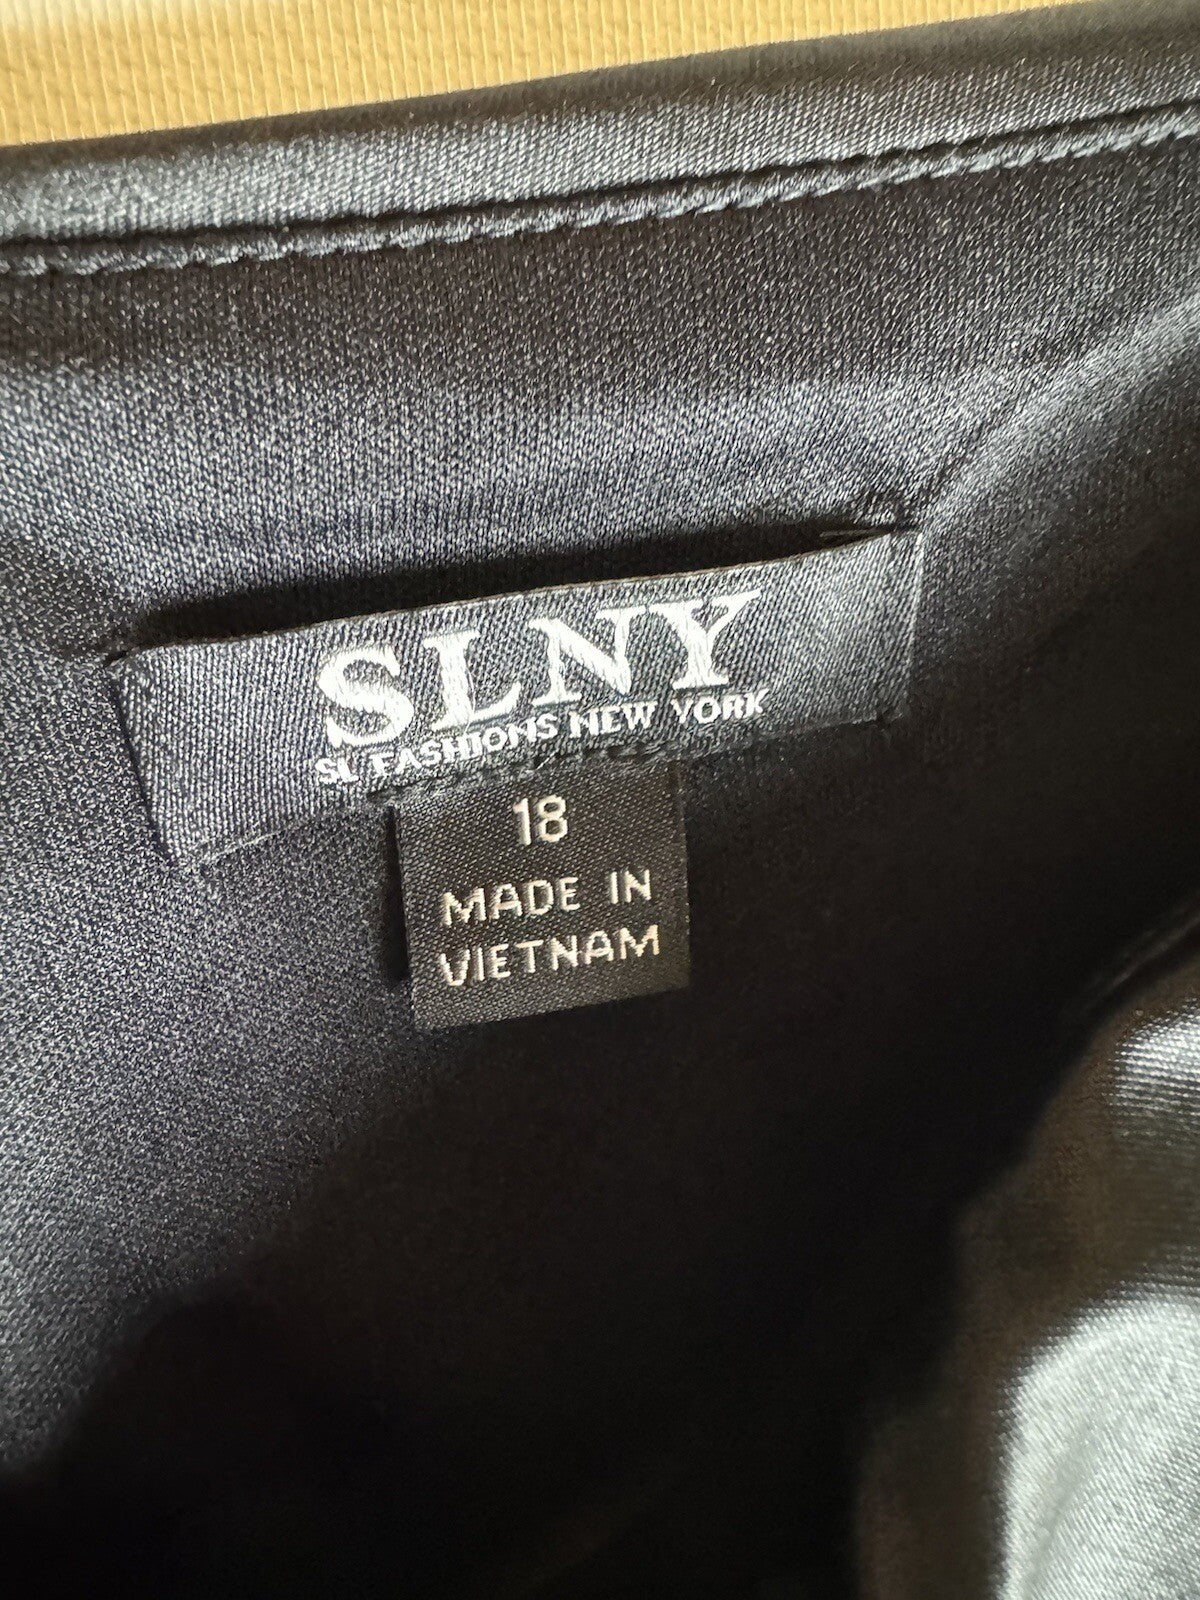 SLNY
SL FASHIONS NEW YORK
18
MADE IN
VIETNAM